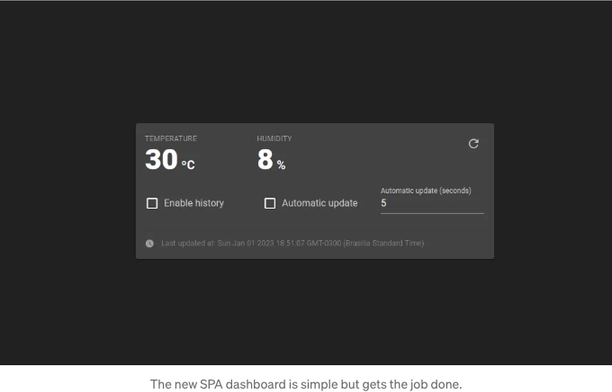 TEMPERATURE HUMIDITY
30 °C 8 %
Enable history Automatic update Automatic update (seconds)
5
Last updated at: Sun Jan 01 2023 18:51:07 GMT-0300 (Brasilia Standard Time)
The new SPA dashboard is simple but gets the job done.